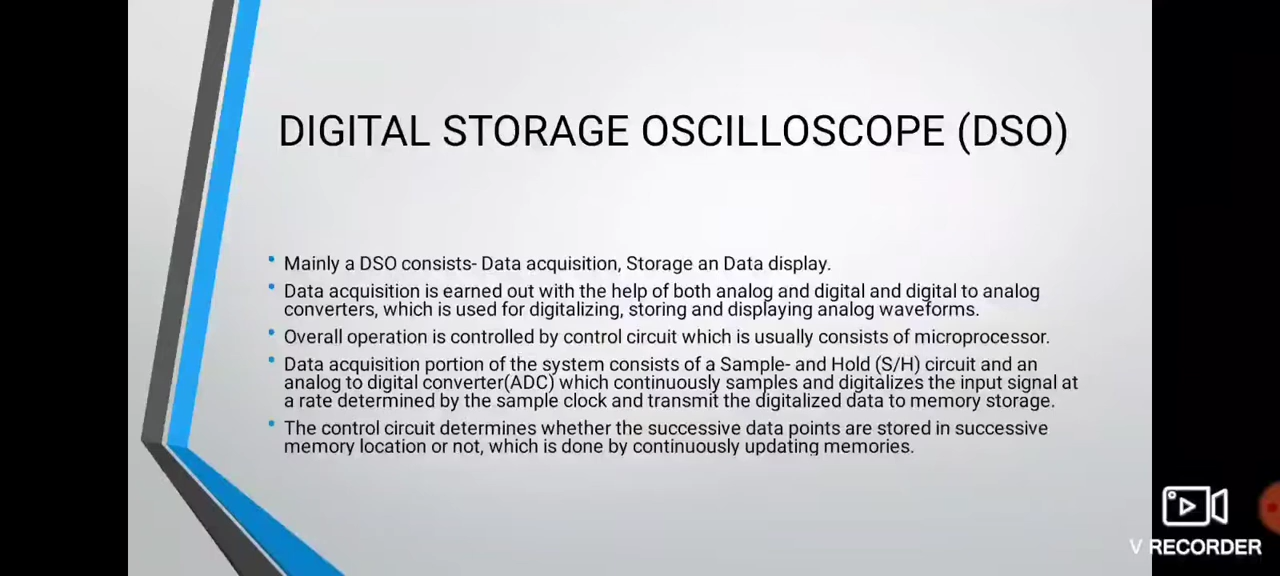 DIGITAL STORAGE OSCILLOSCOPE (DSO)
• Mainly a DSO consists- Data acquisition, Storage an Data display.
• Data acquisition is earned out with the help of both analog and digital and digital to analog
converters, which is used for digitalizing, storing and displaying analog waveforms.
• Overall operation is controlled by control circuit which is usually consists of microprocessor.
• Data acquisition portion of the system consists of a Sample- and Hold (S/H) circuit and an
analog to digital converter(ADC) which continuously samples and digitalizes the input signal at
a rate determined by the sample clock and transmit the digitalized data to memory storage.
• The control circuit determines whether the successive data points are stored in successive
memory location or not, which is done by continuously updating memories.
V RECORDER